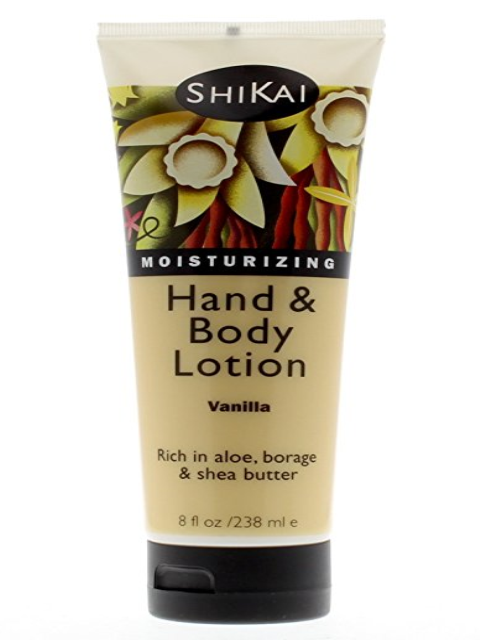 SHIKAI
MOISTURIZING
Hand &
Body
Lotion
Vanilla
Rich in aloe, borage
& shea butter
8 fl oz /238 ml e